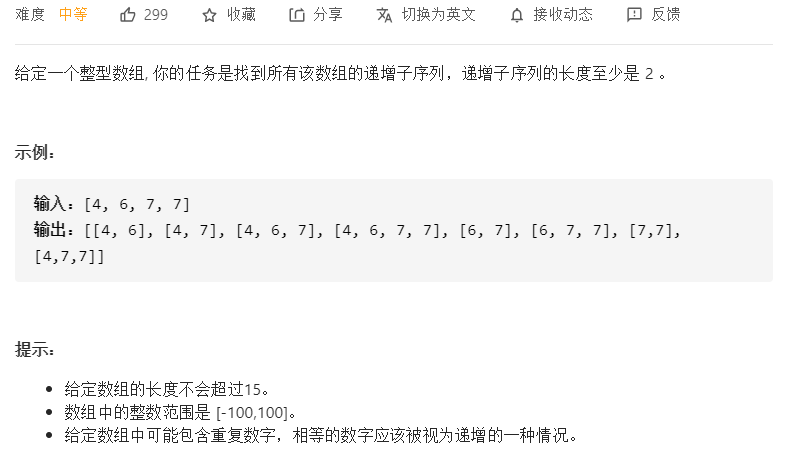 难度 中等 299 收藏 分享 切换为英文 接收动态 反馈
给定一个整型数组, 你的任务是找到所有该数组的递增子序列，递增子序列的长度至少是 2 。
示例：
输入：[4, 6, 7, 7]
输出：[[4, 6], [4, 7], [4, 6, 7], [4, 6, 7, 7], [6, 7], [6, 7, 7], [7,7],
[4,7,7]]
提示：
给定数组的长度不会超过15。
数组中的整数范围是 [-100,100]。
给定数组中可能包含重复数字，相等的数字应该被视为递增的一种情况。